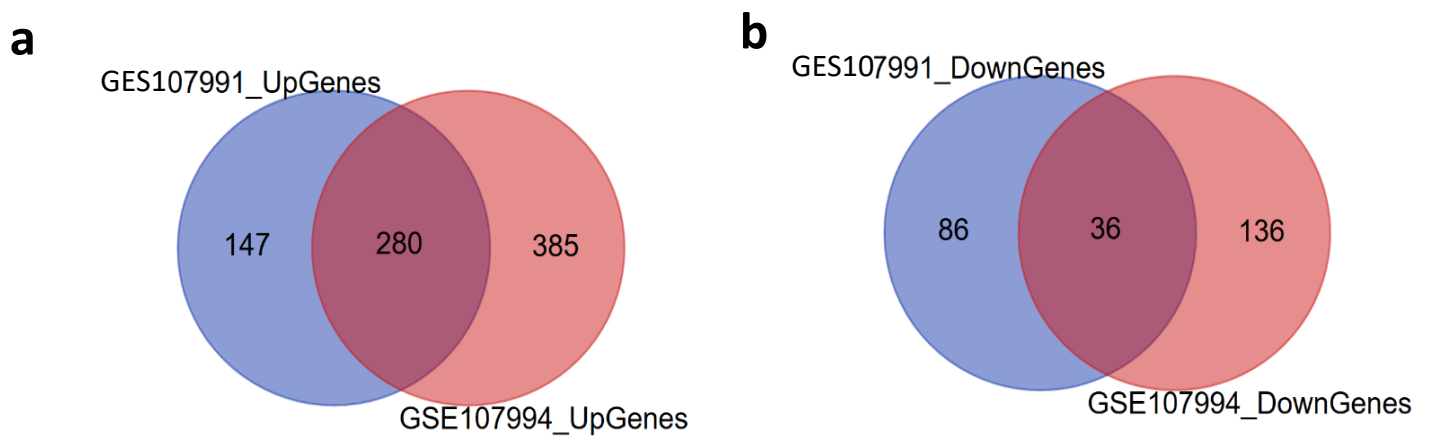 a
GES107991_UpGenes
147
280
385
GSE107994_UpGenes
b
GES107991_DownGenes
86
36
136
GSE107994_DownGenes